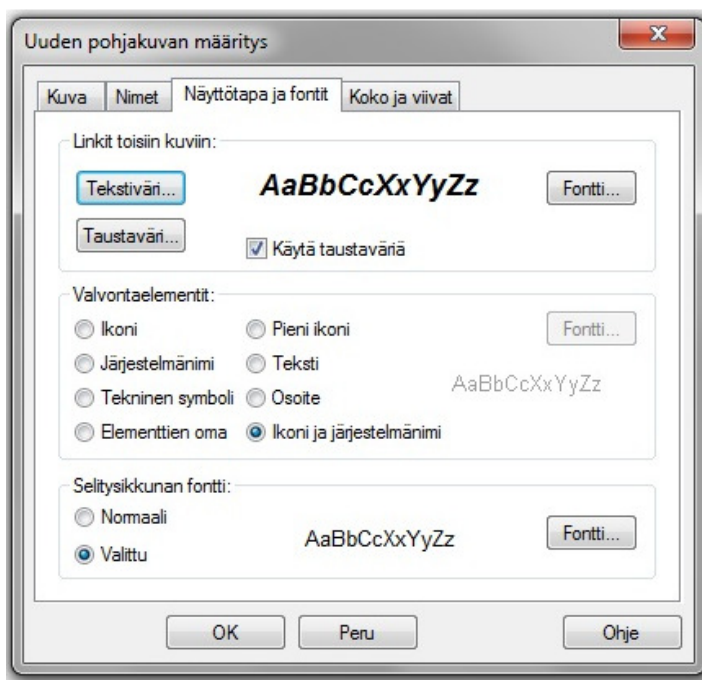 Uuden pohjakuvan määritys
Kuva Nimet Näyttötapa ja fontit Koko ja viivat
Linkit toisiin kuviin:
Tekstiväri... AaBbCcXxYyZz Fontti...
Taustaväri... Käytä taustaväriä
Valvontaelementit:
Ikoni Pieni ikoni Fontti...
Järjestelmänimi Teksti
AaBbCcXxYyZz
Tekninen symboli Osoite
Elementtien oma Ikoni ja järjestelmänimi
Selitysikkunan fontti:
Normaali
AaBbCcXxYyZz Fontti...
Valittu
OK Peru Ohje